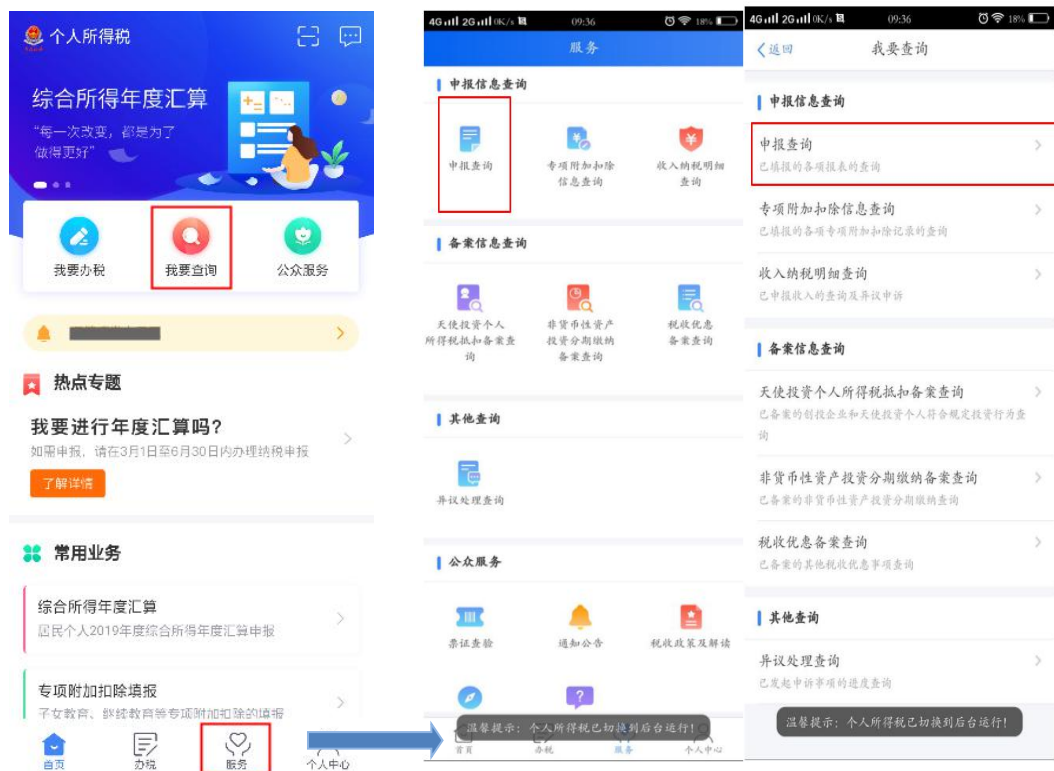 个人所得税
综合所得年度汇算
“每一次改变，都是为了
做得更好”
我要办税
我要查询
公众服务
热点专题
我要进行年度汇算吗?
如需申报，请在3月1日至6月30日内办理纳税申报
了解详情
常用业务
综合所得年度汇算
居民个人2019年度综合所得年度汇算申报
专项附加扣除填报
子女教育、继续教育等专项附加扣除的填报
首页
办税
服务
个人中心
4G 2G 0K/s 09:36 18%
服务
申报信息查询
申报查询
专项附加扣除
信息查询
收入纳税明细
查询
备案信息查询
天使投资个人
所得税抵扣备案查
询
非货币性资产
投资分期缴纳
备案查询
税收优惠
备案查询
其他查询
异议处理查询
公众服务
票证查验
通知公告
税收政策及解读
温馨提示：个人所得税已切换到后台运行！
首页
办税
服务
个人中心
4G 2G 0K/s 09:36 18%
返回
我要查询
申报信息查询
申报查询
已填报的各项报表的查询
专项附加扣除信息查询
已填报的各项专项附加扣除记录的查询
收入纳税明细查询
已申报收入的查询及异议申诉
备案信息查询
天使投资个人所得税抵扣备案查询
已备案的创投企业和天使投资个人符合规定投资行为查
询
非货币性资产投资分期缴纳备案查询
已备案的非货币性资产投资分期缴纳查询
税收优惠备案查询
已备案的其他税收优惠事项查询
其他查询
异议处理查询
已发起申诉事项的进度查询
温馨提示：个人所得税已切换到后台运行！